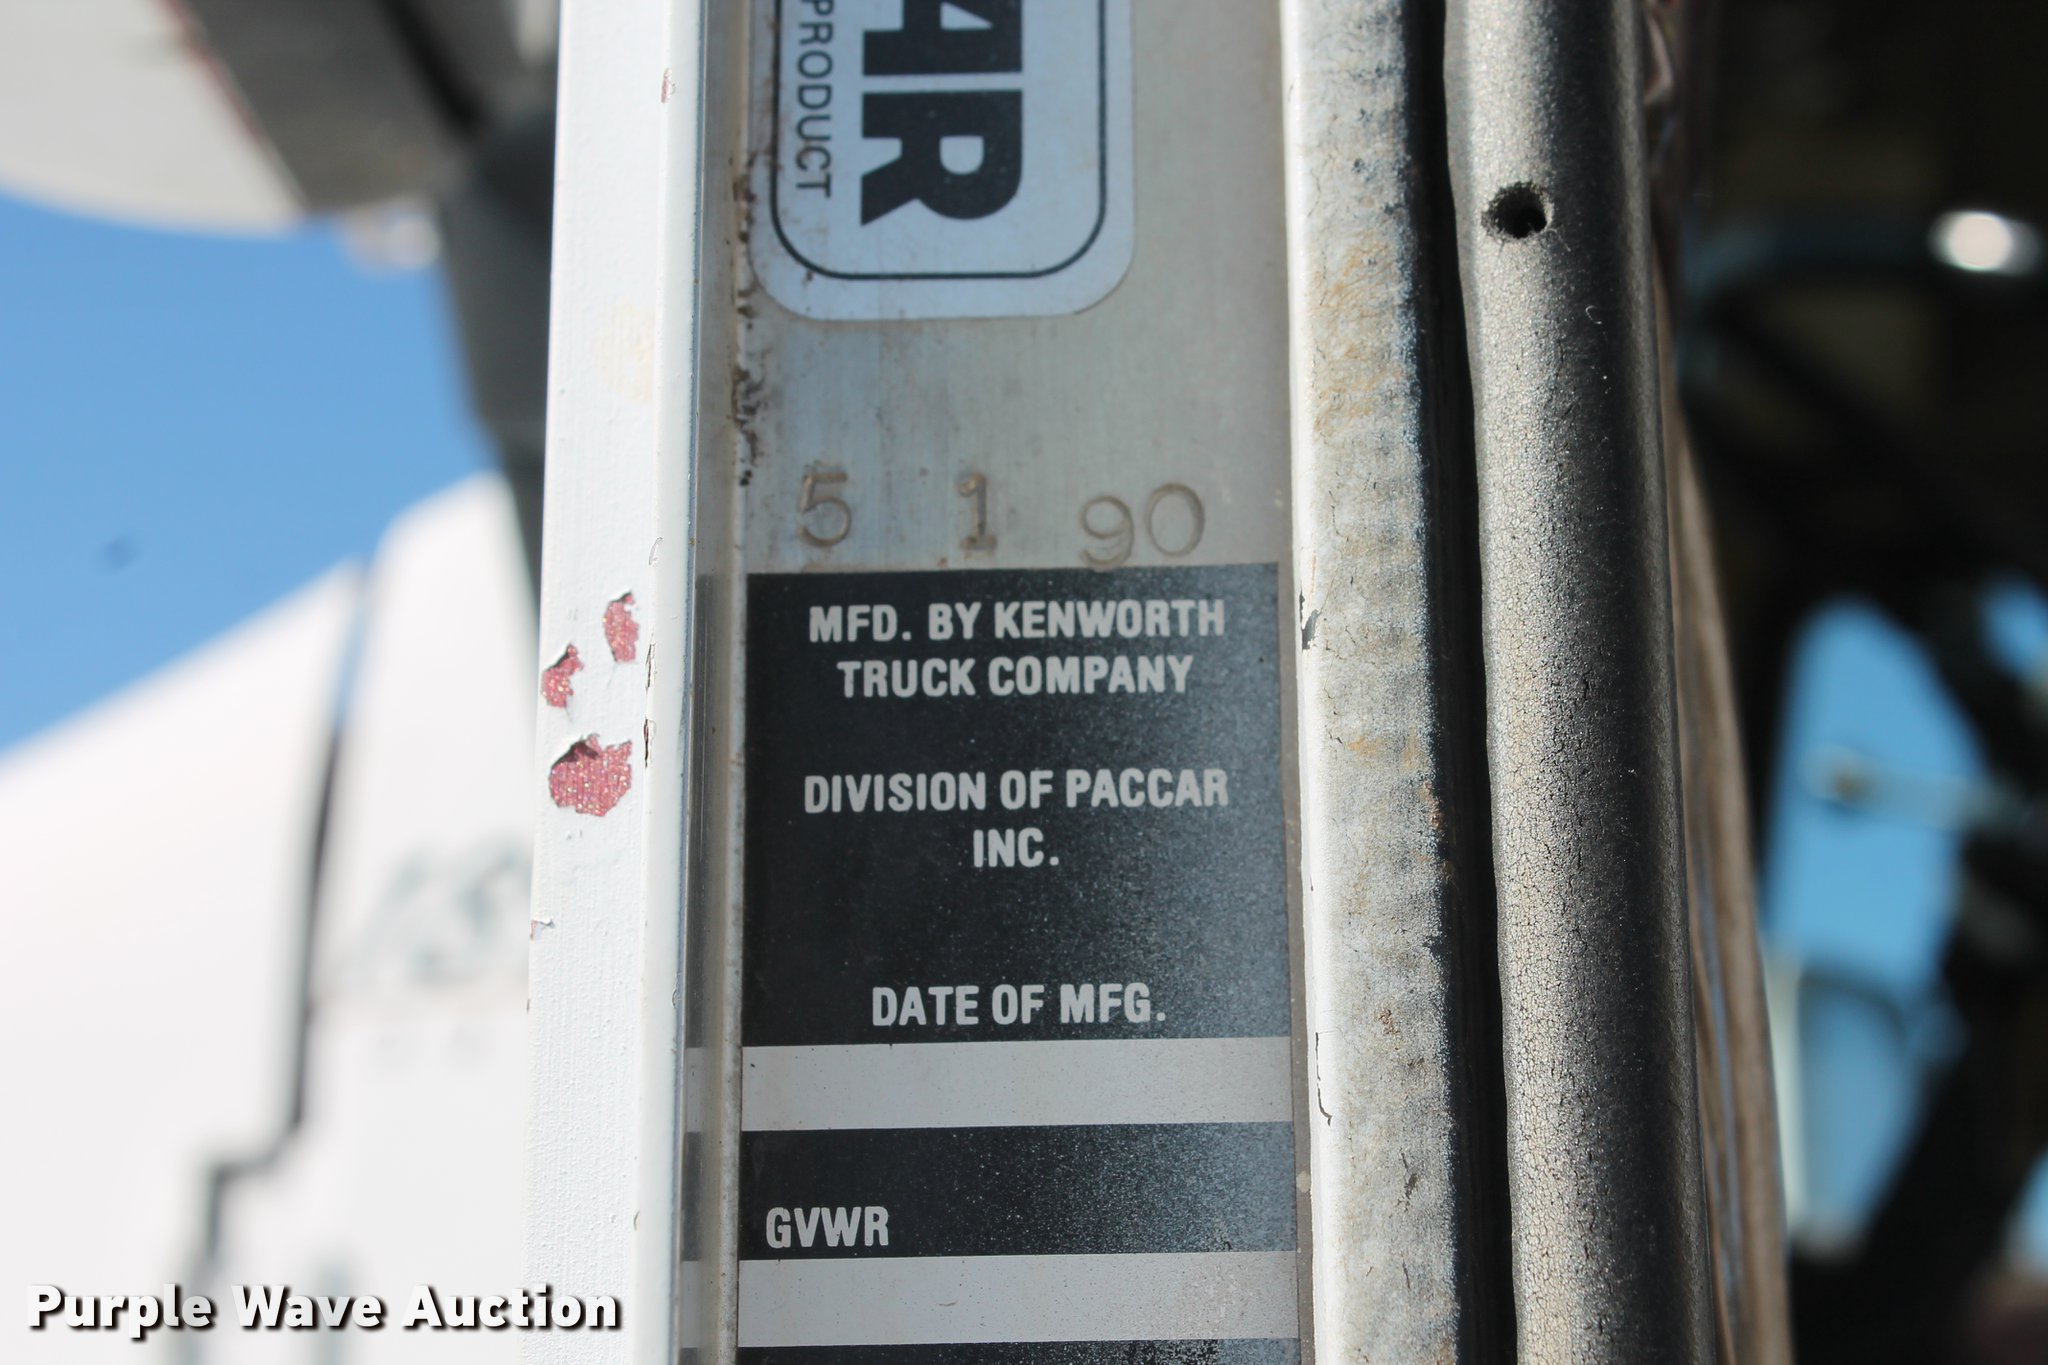 AR
PRODUCT
5 1 90
MFD. BY KENWORTH
TRUCK COMPANY
DIVISION OF PACCAR
INC.
DATE OF MFG.
GVWR
Purple Wave Auction